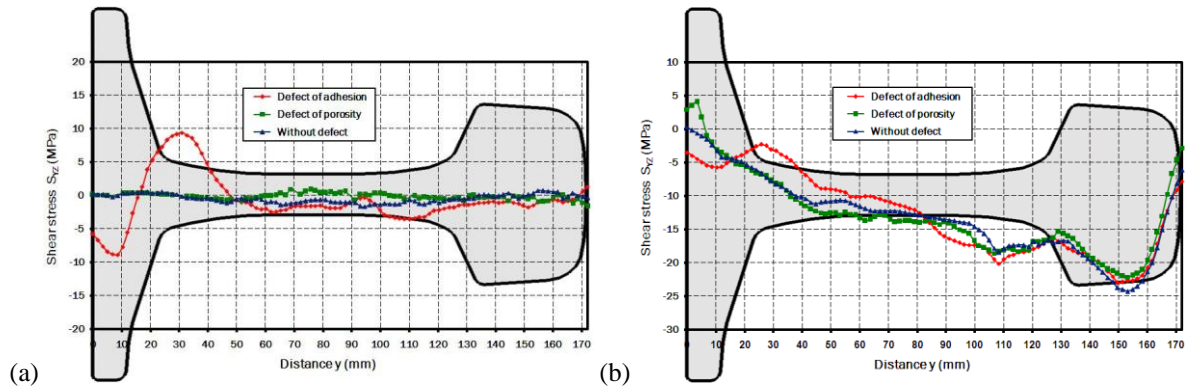 20
15
10
5
0
-5
-10
-15
-20
Shear stress SYZ (MPa)
Defect of adhesion
Defect of porosity
Without defect
0 10 20 30 40 50 60 70 80 90 100 110 120 130 140 150 160 170
Distance y (mm)
(a)
10
5
0
-5
-10
-15
-20
-25
-30
Shear stress SYZ (MPa)
Defect of adhesion
Defect of porosity
Without defect
0 10 20 30 40 50 60 70 80 90 100 110 120 130 140 150 160 170
Distance y (mm)
(b)